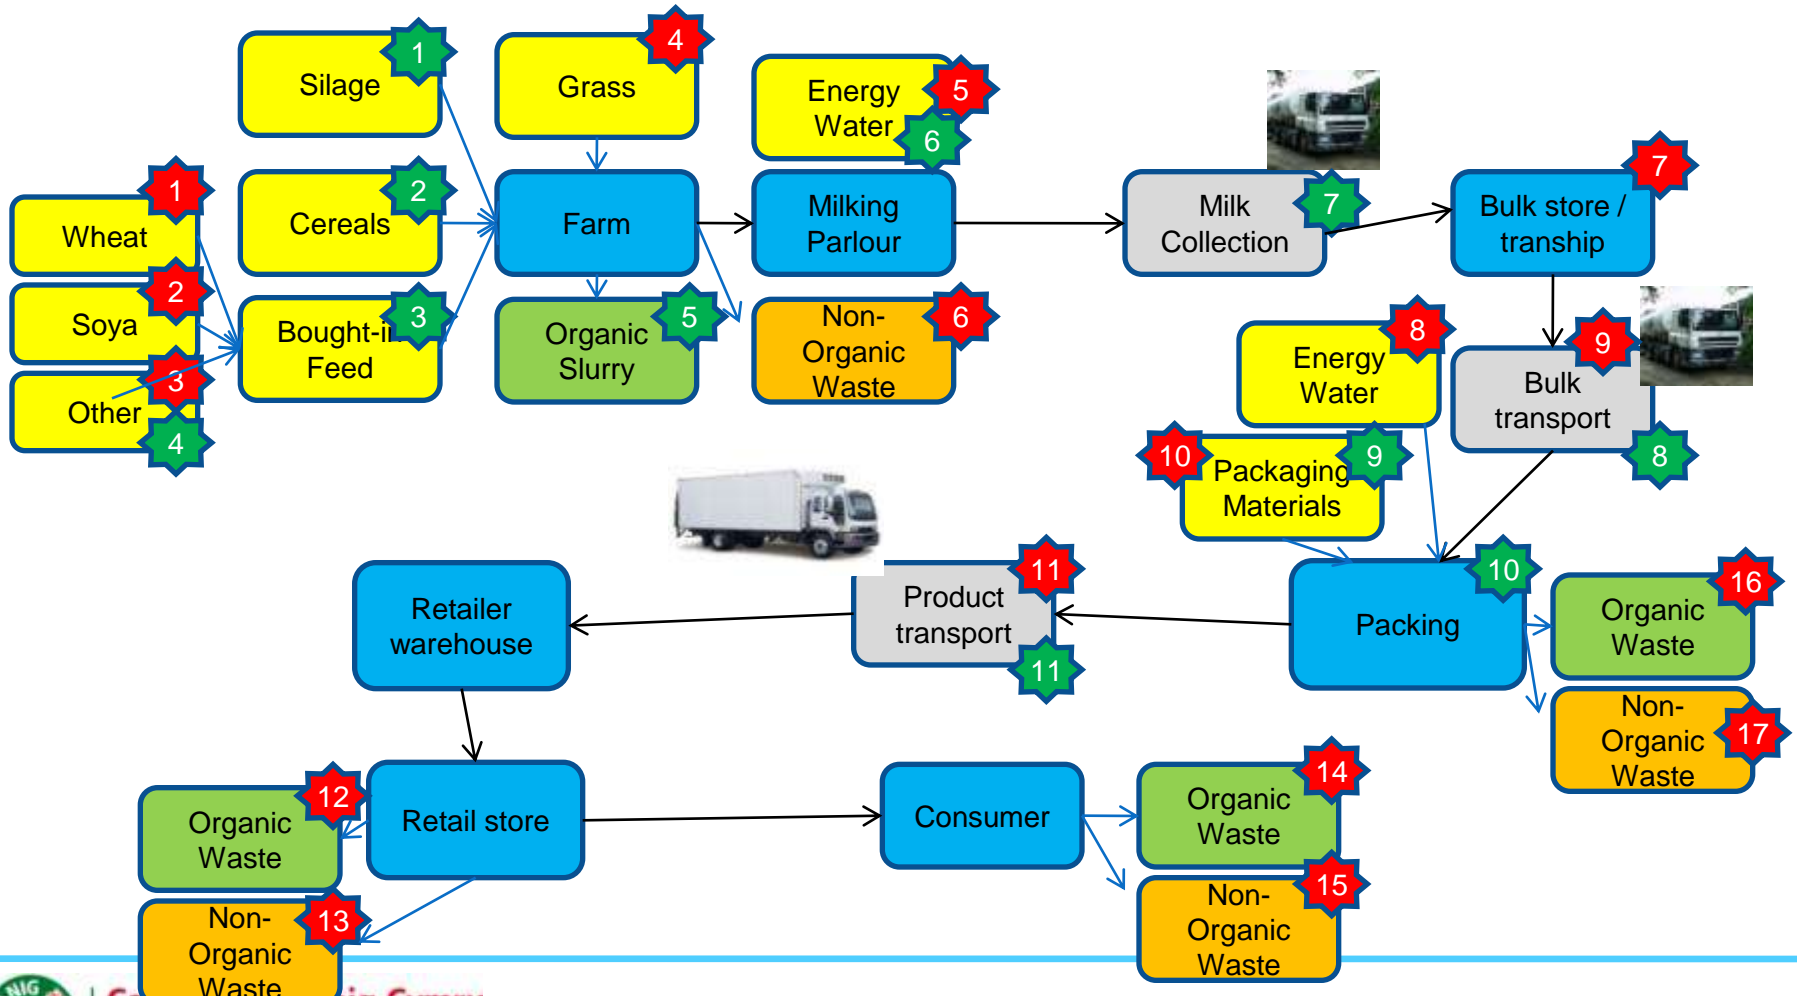 Silage
1
Grass
4
Energy
Water
5
6
Wheat
1
Cereals
2
Farm
Milking
Parlour
Milk
Collection
7
Bulk store /
tranship
7
Soya
2
Bought-in
Feed
3
Organic
Slurry
5
Non-
Organic
Waste
6
Other
3
4
Energy
Water
8
Bulk
transport
9
8
10
Packaging
Materials
9
Retailer
warehouse
Product
transport
11
11
Packing
10
Organic
Waste
16
Non-
Organic
Waste
17
Organic
Waste
12
Retail store
Consumer
Organic
Waste
14
Non-
Organic
Waste
13
Non-
Organic
Waste
15
NIG